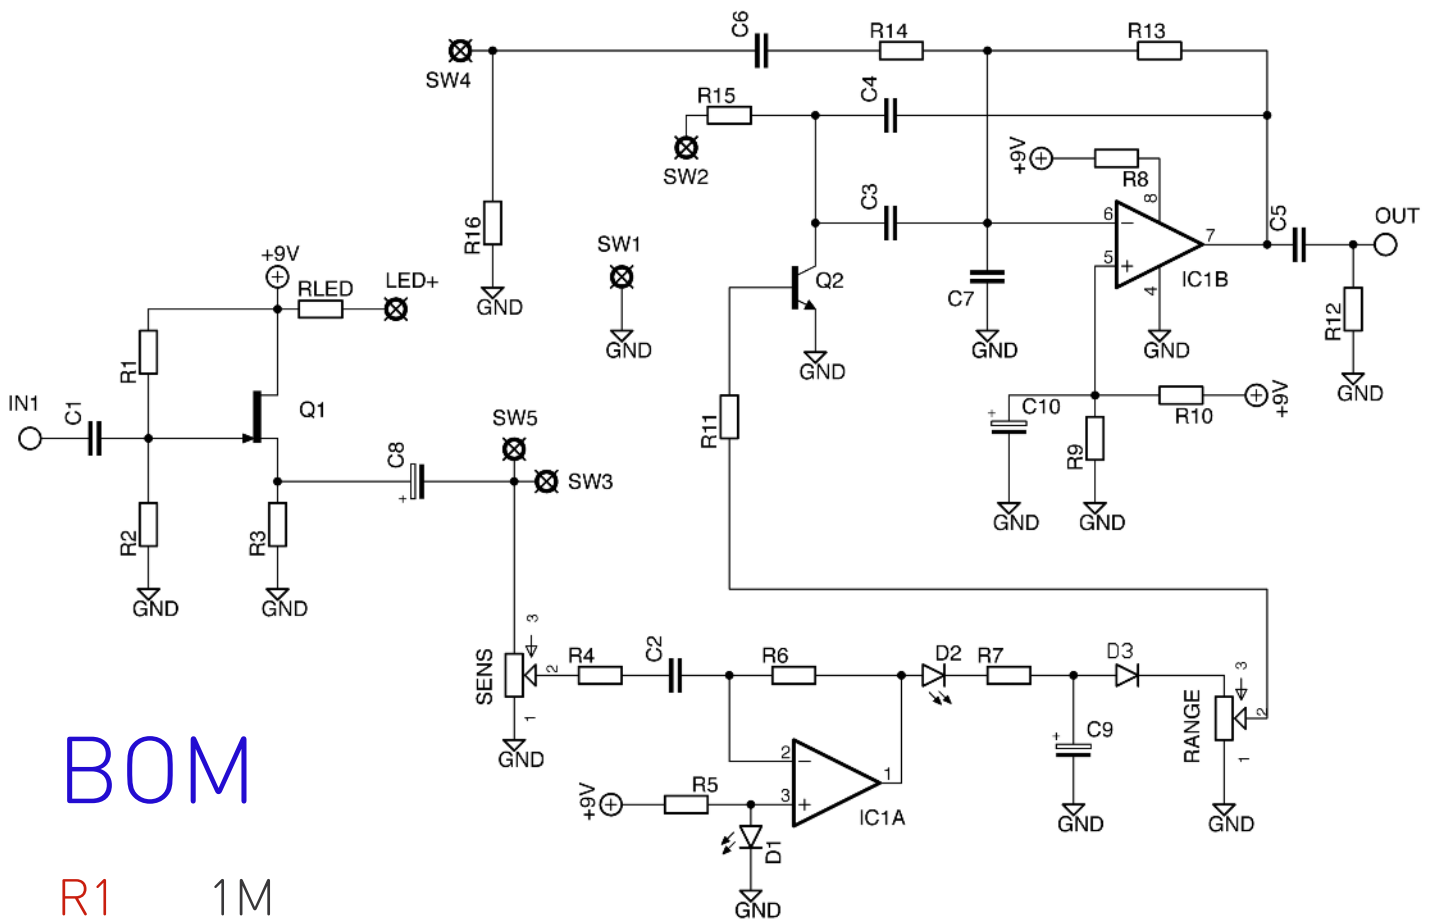 C6
R14
R13
SW4
R15
C4
SW2
+9V
R8
8
C3
6
C5
OUT
R16
SW1
7
+9V
5
IC1B
RLED
LED+
Q2
C7
4
R12
GND
GND
GND
GND
GND
GND
R1
IN1
C1
Q1
SW5
R11
C10
+
R10
+9V
C8
+
SW3
R9
R2
R3
GND
GND
GND
GND
3
SENS
2
R4
C2
R6
D2
R7
D3
3
1
RANGE
2
GND
2
1
+
C9
1
+9V
R5
3
IC1A
GND
GND
D1
GND
BOM
R1 1M